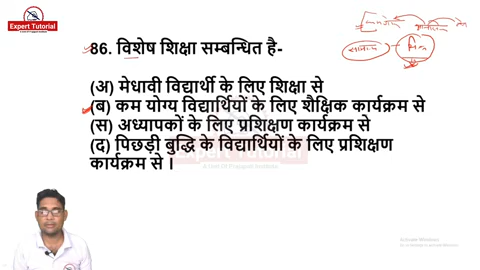 Expert Tutorial
86. विशेष शिक्षा सम्बन्धित है-
(अ) मेधावी विद्यार्थी के लिए शिक्षा से
(ब) कम योग्य विद्यार्थियों के लिए शैक्षिक कार्यक्रम से
(स) अध्यापकों के लिए प्रशिक्षण कार्यक्रम से
(द) पिछड़ी बुद्धि के विद्यार्थियों के लिए प्रशिक्षण
कार्यक्रम से ।
Expert Tutorial
Activate Windows